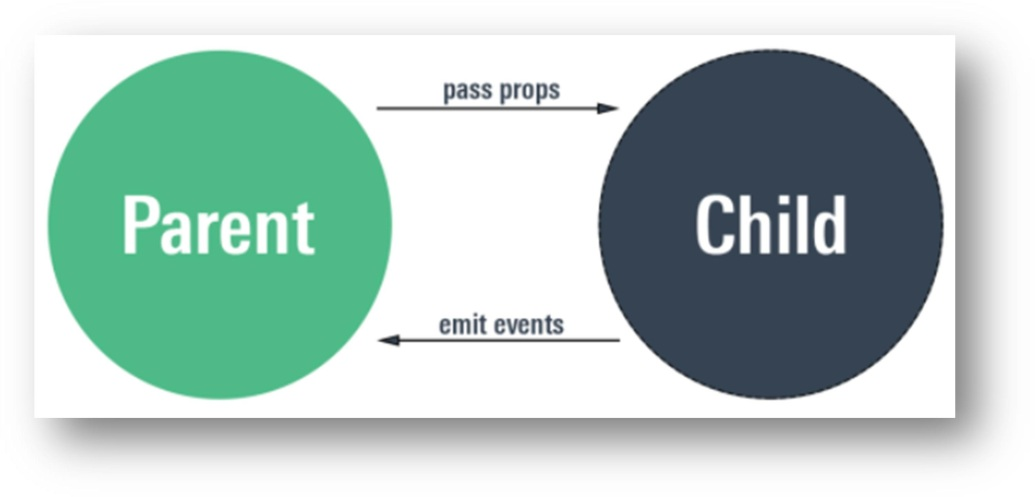 pass props
Parent
Child
emit events